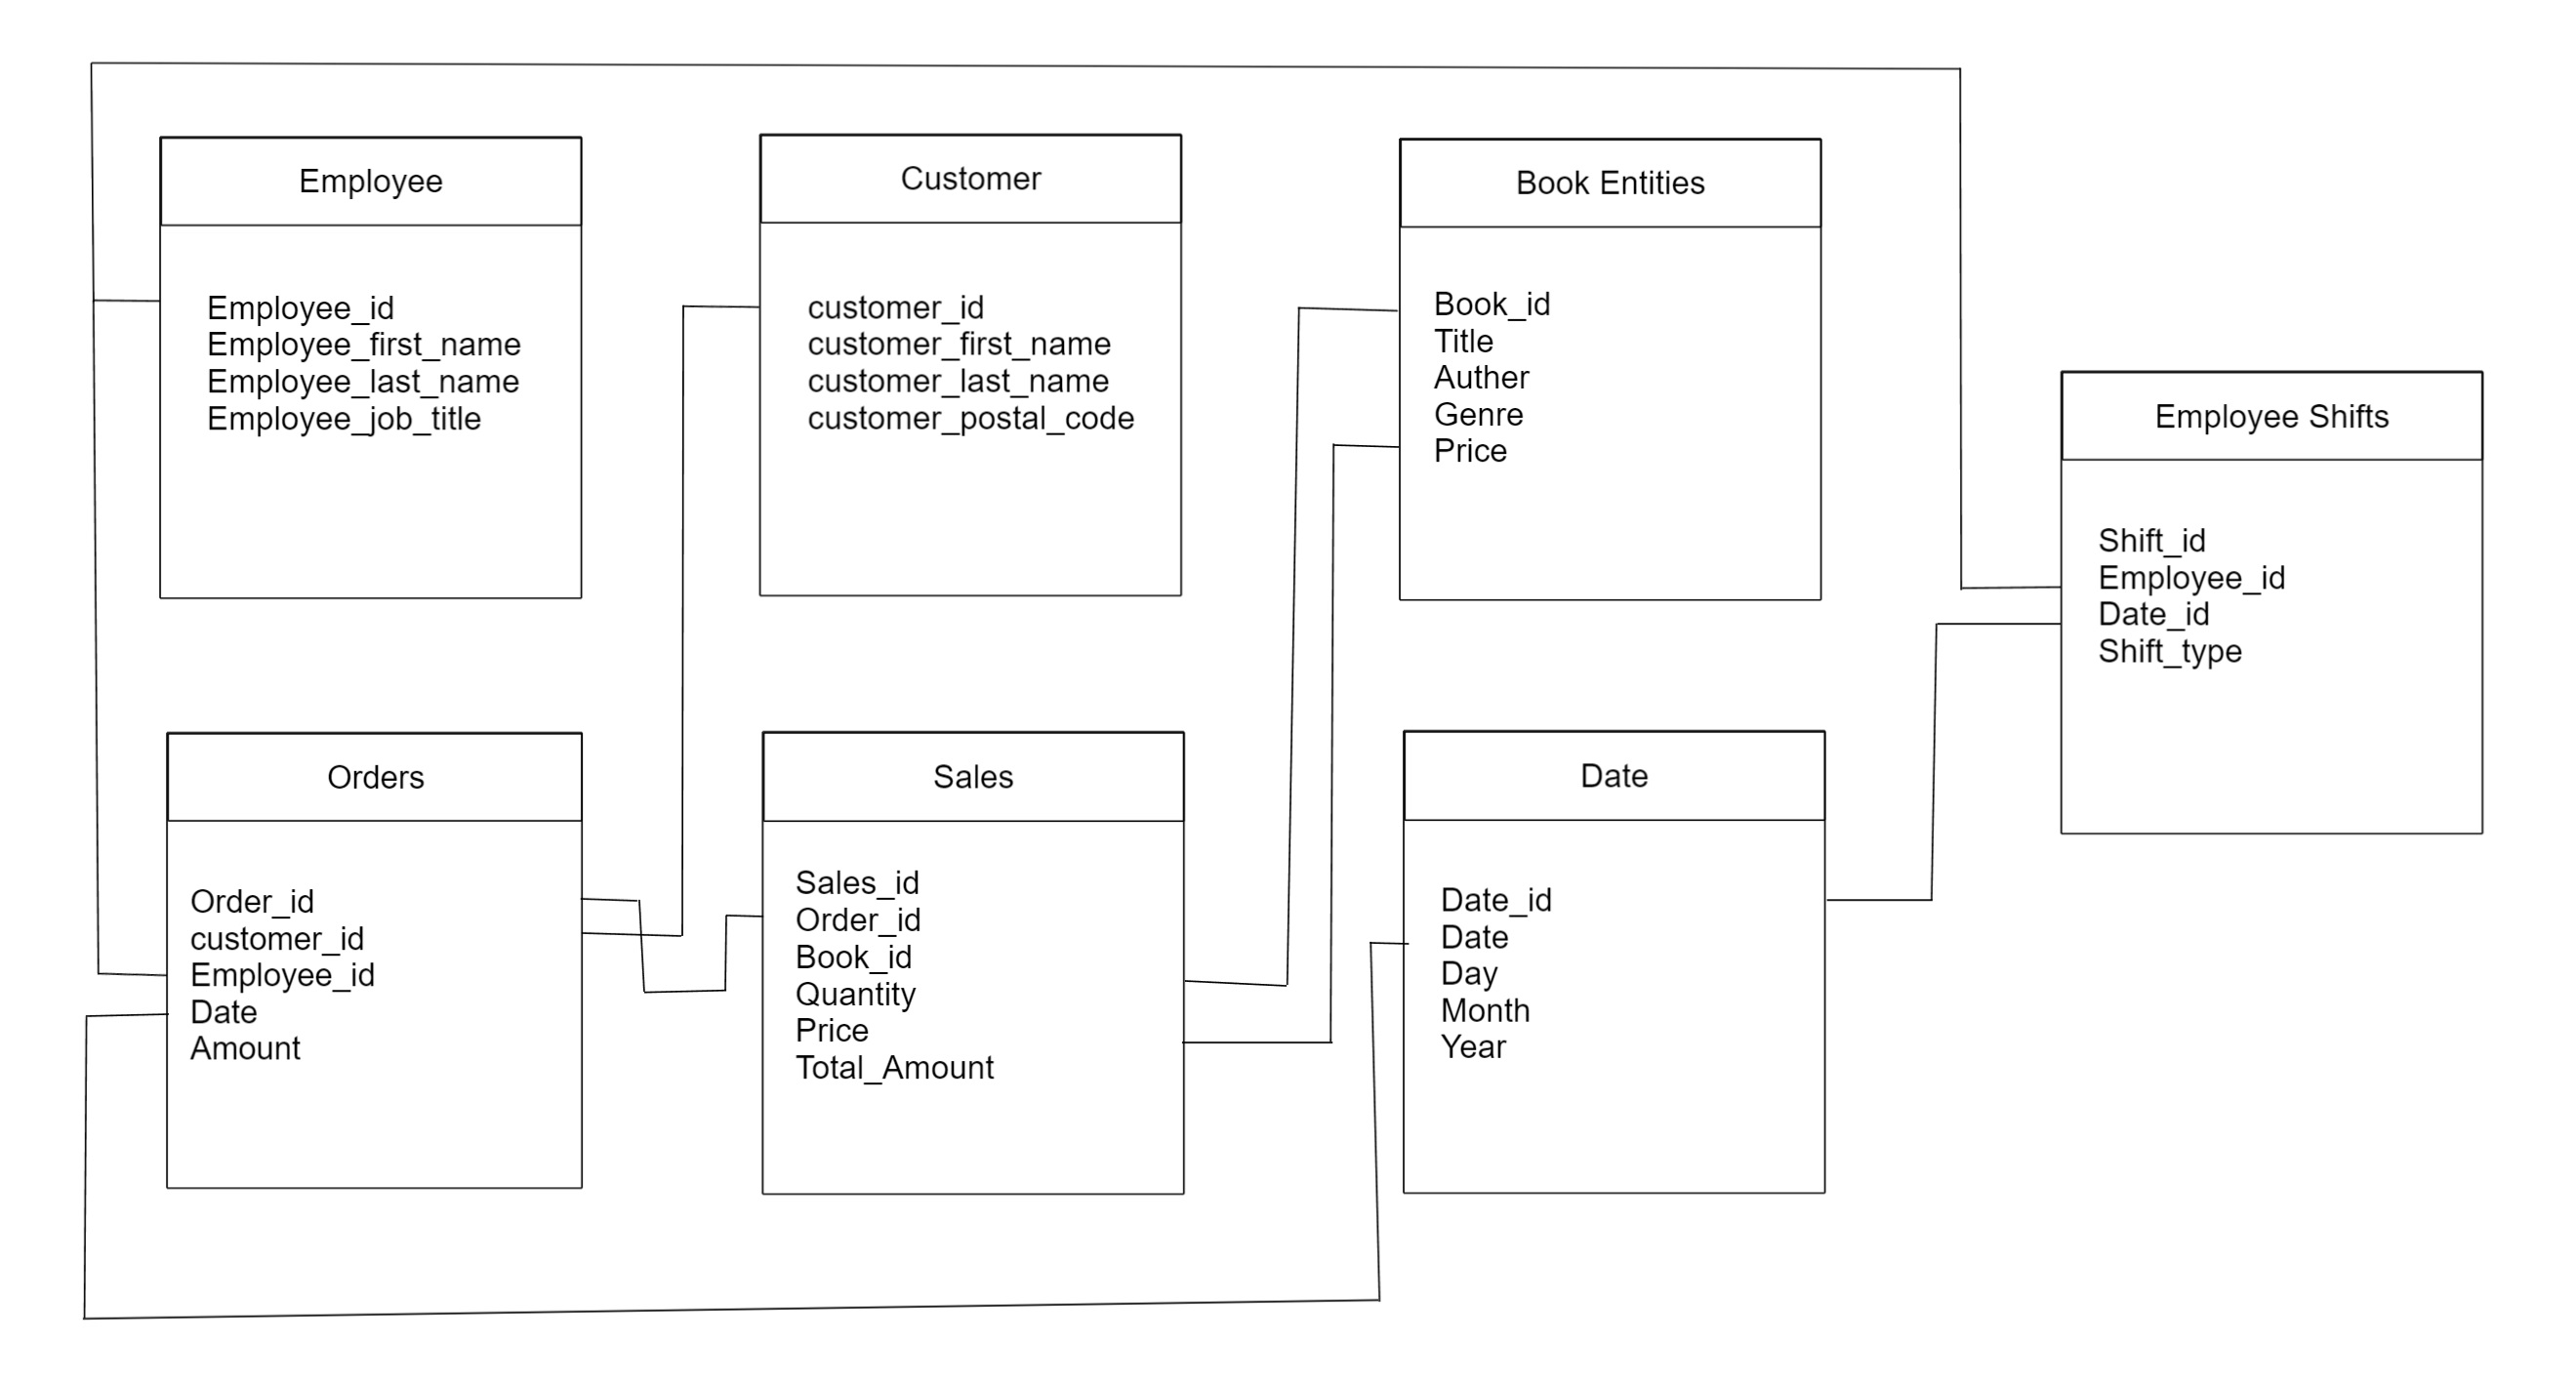 Employee
Employee_id
Employee_first_name
Employee_last_name
Employee_job_title
Customer
customer_id
customer_first_name
customer_last_name
customer_postal_code
Book Entities
Book_id
Title
Auther
Genre
Price
Employee Shifts
Shift_id
Employee_id
Date_id
Shift_type
Orders
Order_id
customer_id
Employee_id
Date
Amount
Sales
Sales_id
Order_id
Book_id
Quantity
Price
Total_Amount
Date
Date_id
Date
Day
Month
Year